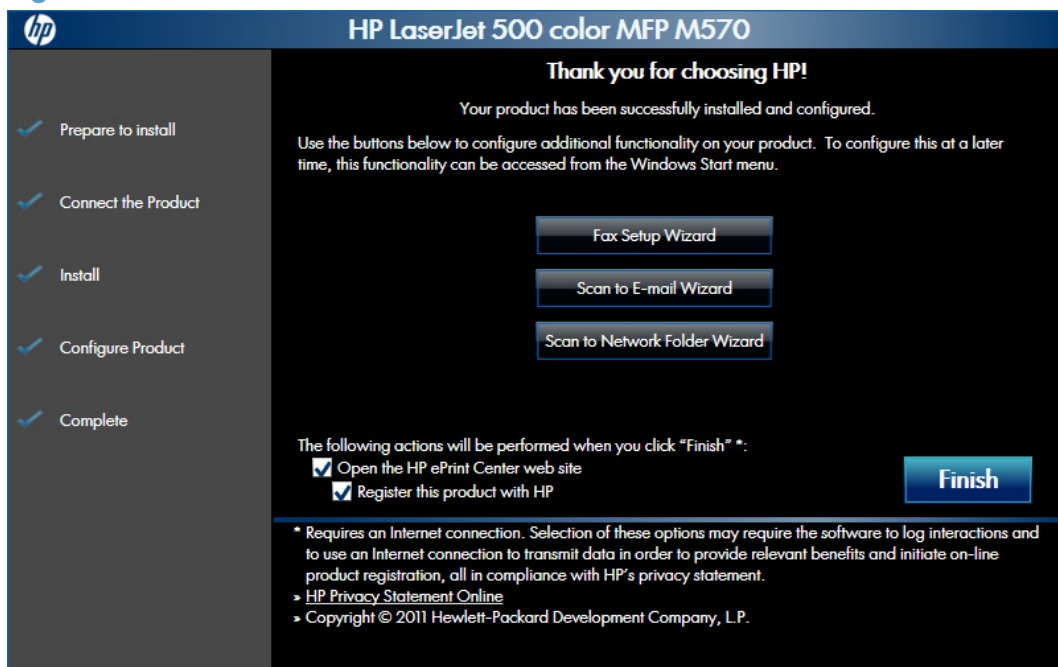 hp
HP LaserJet 500 color MFP M570
Prepare to install
Connect the Product
Install
Configure Product
Complete
Thank you for choosing HP!
Your product has been successfully installed and configured.
Use the buttons below to configure additional functionality on your product. To configure this at a later
time, this functionality can be accessed from the Windows Start menu.
Fax Setup Wizard
Scan to E-mail Wizard
Scan to Network Folder Wizard
The following actions will be performed when you click “Finish” *:
Open the HP ePrint Center web site
Register this product with HP
Finish
* Requires an Internet connection. Selection of these options may require the software to log interactions and
to use an Internet connection to transmit data in order to provide relevant benefits and initiate on-line
product registration, all in compliance with HP’s privacy statement.
» HP Privacy Statement Online
» Copyright © 2011 Hewlett-Packard Development Company, L.P.